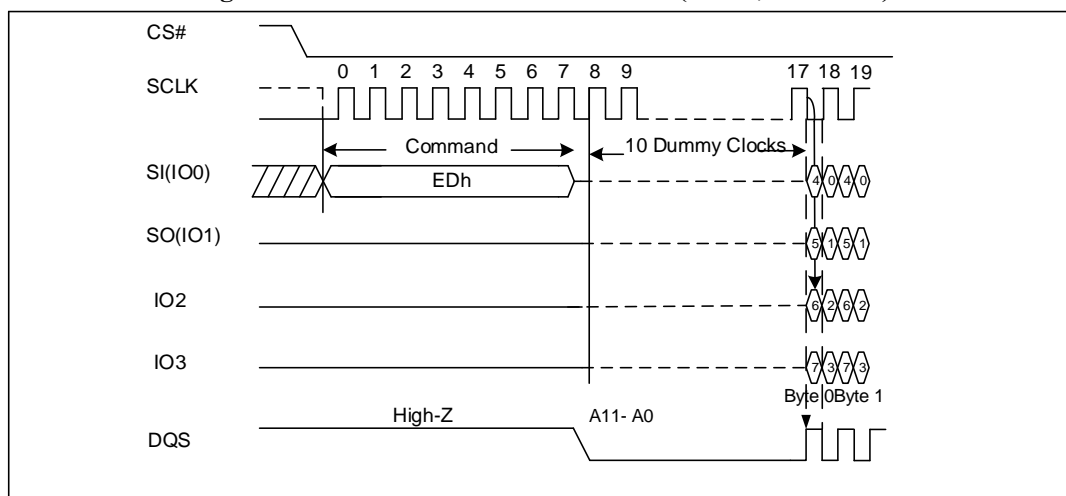 CS#
0 1 2 3 4 5 6 7 8 9 17 18 19
SCLK
Command 10 Dummy Clocks
SI(IO0) EDh 4 0 4 0
SO(IO1) 5 1 5 1
IO2 6 2 6 2
IO3 7 3 7 3
Byte 0Byte 1
High-Z A11- A0
DQS